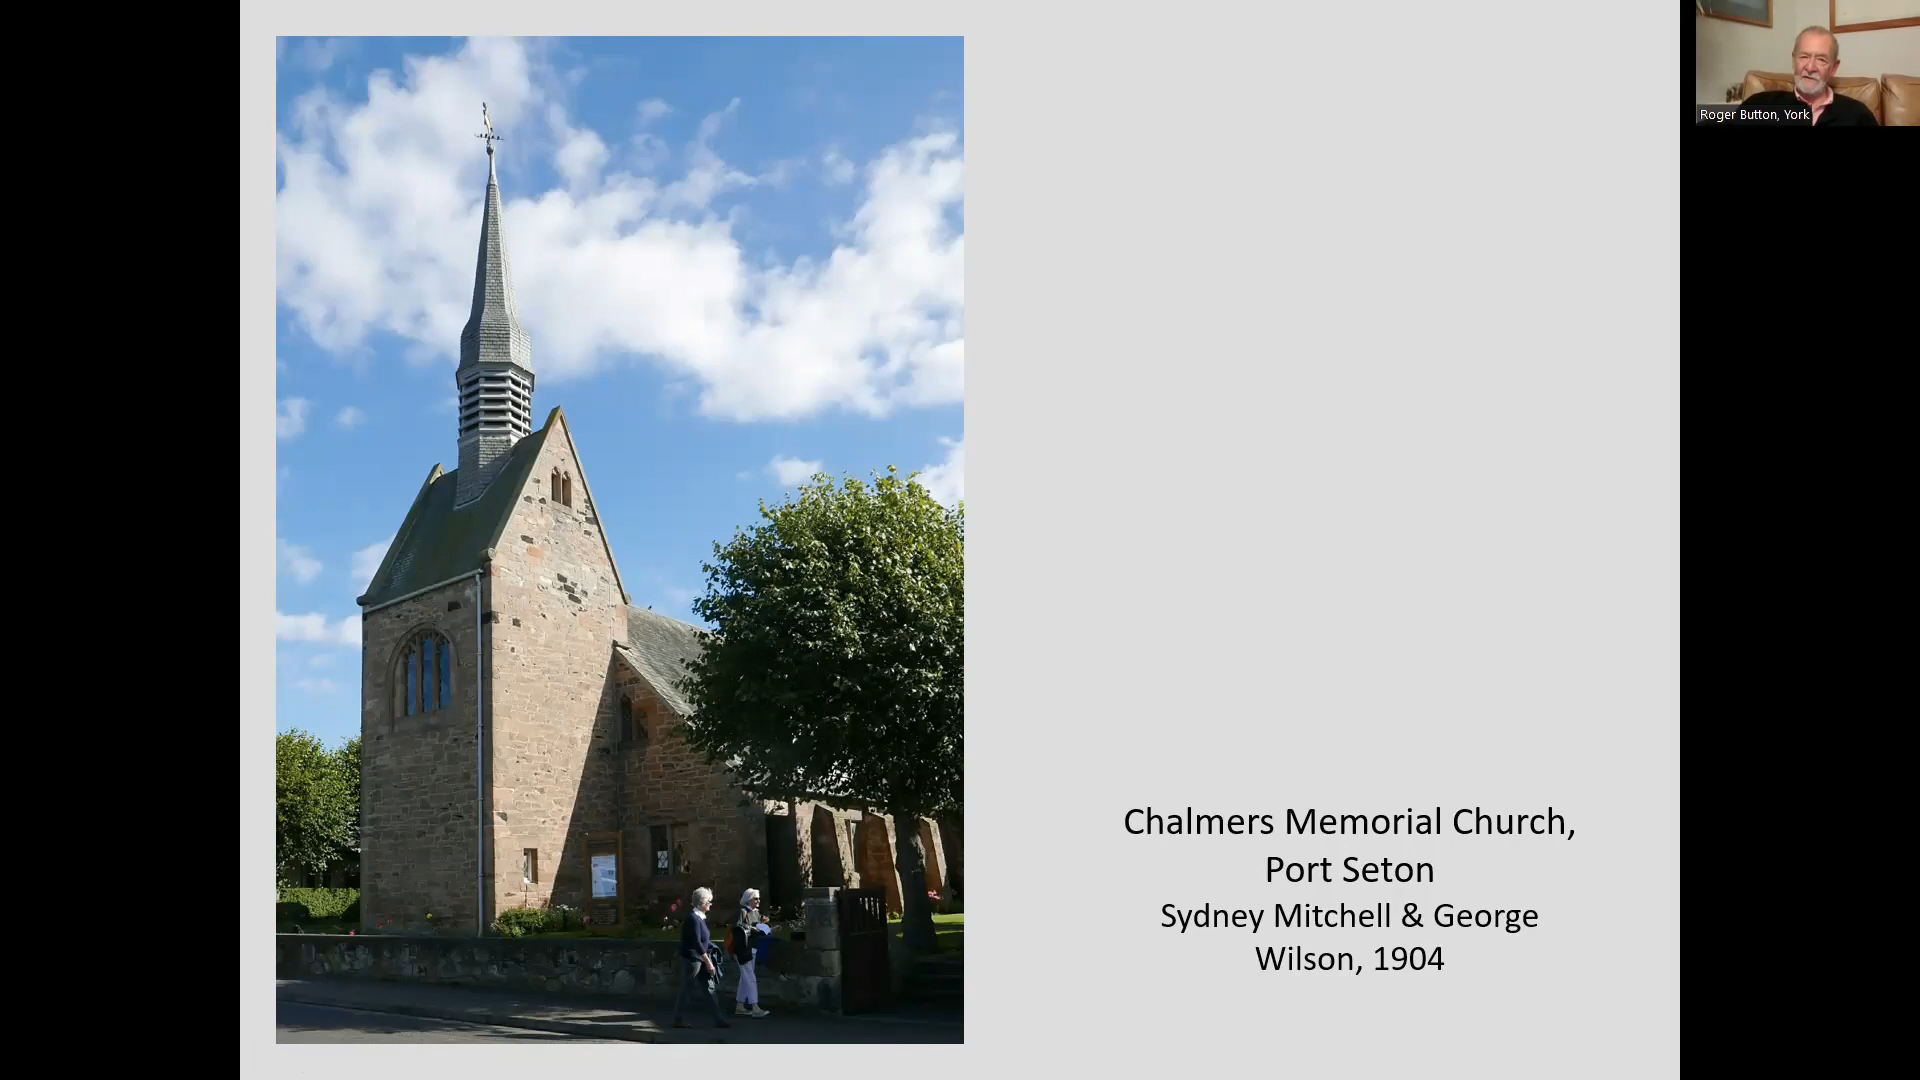 Roger Button, York
Chalmers Memorial Church,
Port Seton
Sydney Mitchell & George
Wilson, 1904